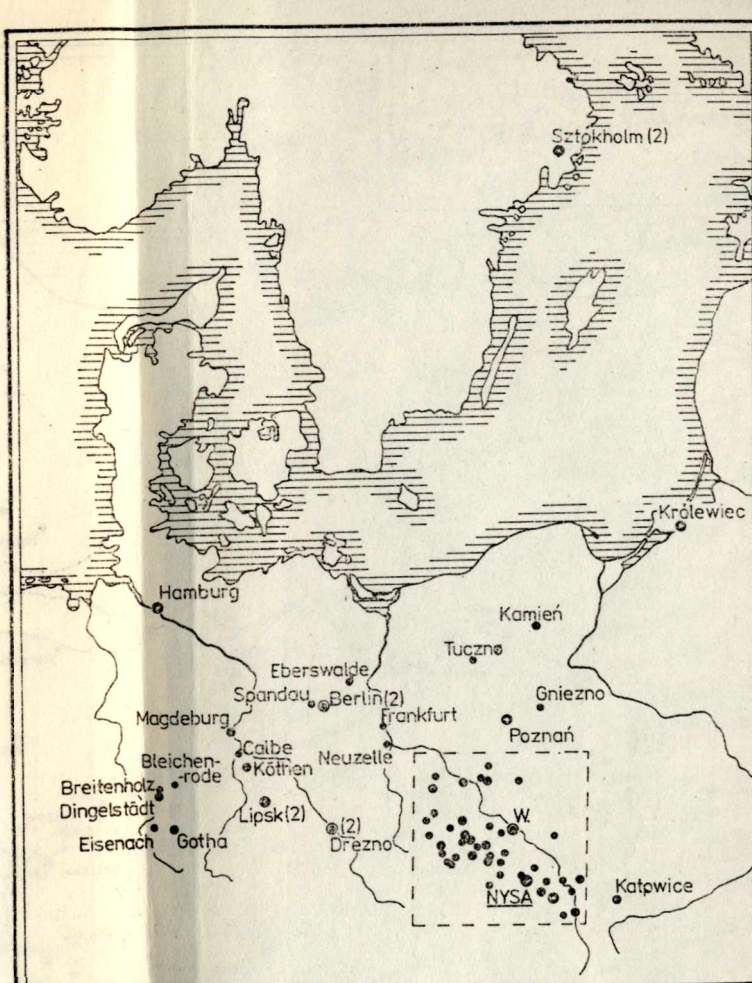 Sztokholm (2)
Królewiec
Hamburg
Kamień
Tuczno
Eberswalde
Spandau
Berlin (2)
Gniezno
Frankfurt
Magdeburg
Poznań
Calbe
Neuzelle
Bleichen-
-rode
Köthen
Breitenholz
Dingelstädt
Lipsk (2)
W.
(2)
Drezno
Eisenach
Gotha
NYSA
Katowice